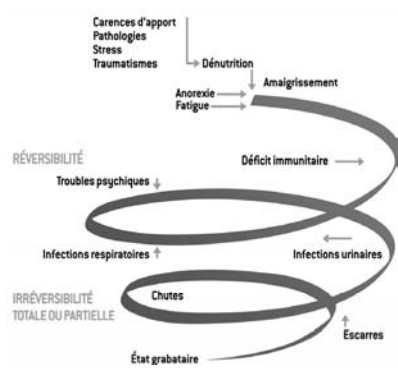 Carences d'apport
Pathologies
Stress
Traumatismes
Dénutrition
Amaigrissement
Anorexie
Fatigue
RÉVERSIBILITÉ
Déficit immunitaire
Troubles psychiques
Infections respiratoires
Infections urinaires
IRRÉVERSIBILITÉ
TOTALE OU PARTIELLE
Chutes
Escarres
État grabataire